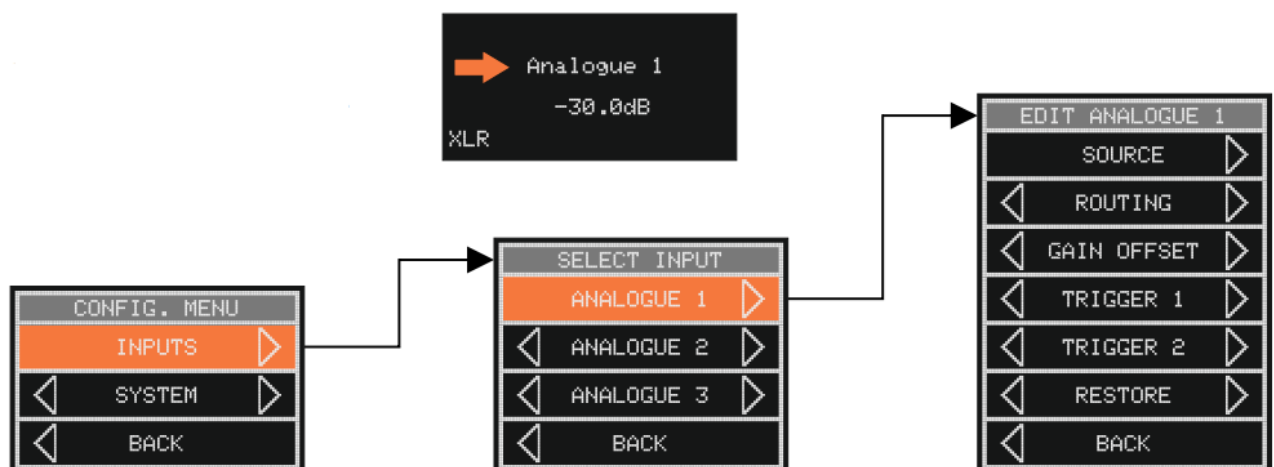 Analogue 1
-30.0dB
XLR
CONFIG. MENU
INPUTS
SYSTEM
BACK
SELECT INPUT
ANALOGUE 1
ANALOGUE 2
ANALOGUE 3
BACK
EDIT ANALOGUE 1
SOURCE
ROUTING
GAIN OFFSET
TRIGGER 1
TRIGGER 2
RESTORE
BACK